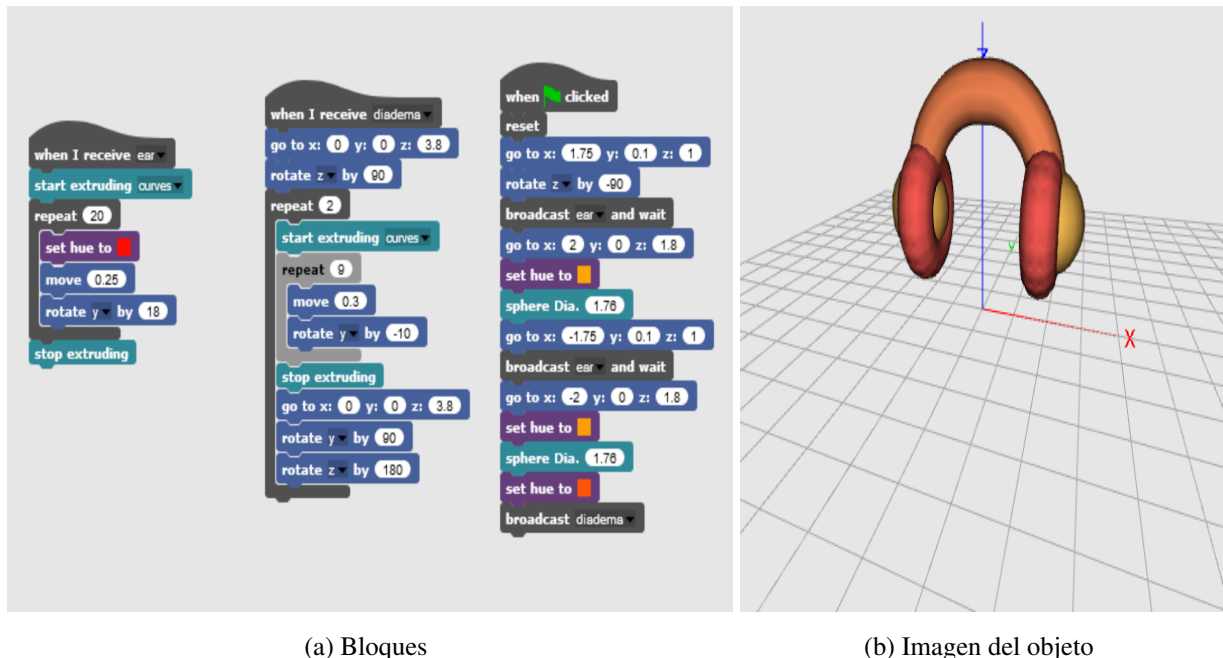 when I receive ear
start extruding curves
repeat 20
set hue to
move 0.25
rotate y by 18
stop extruding
when I receive diadema
go to x: 0 y: 0 z: 3.8
rotate z by 90
repeat 2
start extruding curves
repeat 9
move 0.3
rotate y by -10
stop extruding
go to x: 0 y: 0 z: 3.8
rotate y by 90
rotate z by 180
when clicked
reset
go to x: 1.75 y: 0.1 z: 1
rotate z by -90
broadcast ear and wait
go to x: 2 y: 0 z: 1.8
set hue to
sphere Dia. 1.76
go to x: -1.75 y: 0.1 z: 1
broadcast ear and wait
go to x: -2 y: 0 z: 1.8
set hue to
sphere Dia. 1.76
set hue to
broadcast diadema
Z
Y
X
(a) Bloques
(b) Imagen del objeto